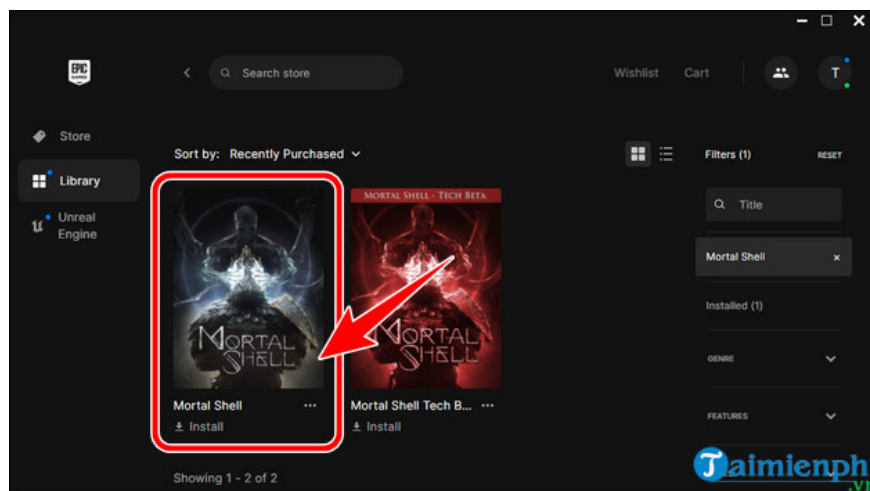 EPIC
GAMES
Search store
Wishlist
Cart
T
Store
Library
Unreal
Engine
Sort by: Recently Purchased
Filters (1)
RESET
Title
Mortal Shell
Installed (1)
GENRE
FEATURES
MORTAL
SHELL
Mortal Shell
Install
MORTAL SHELL - TECH BETA
MORTAL
SHELL
Mortal Shell Tech B...
Install
Showing 1 - 2 of 2
Taimienph
.vn